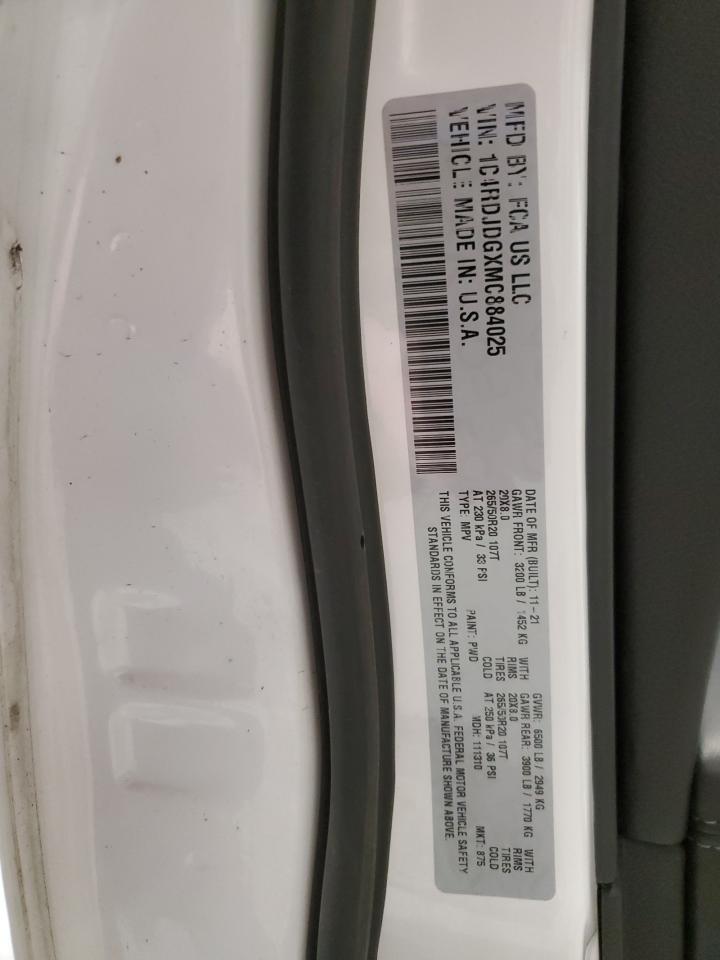 MFD BY: FCA US LLC
VIN: 1C4RDJDGXMC884025
VEHICLE MADE IN: U.S.A.
DATE OF MFR (BUILT): 11-21 GVWR: 6500 LB / 2949 KG
GAWR FRONT: 3200 LB / 1452 KG WITH GAWR REAR: 3900 LB / 1770 KG WITH
20X8.0 RIMS 20X8.0 RIMS
265/50R20 107T TIRES 265/50R20 107T TIRES
AT 230 kPa / 33 PSI COLD AT 250 kPa / 36 PSI COLD
TYPE: MPV PAINT: PWD MDH: 111310 MKT: 875
THIS VEHICLE CONFORMS TO ALL APPLICABLE U.S.A. FEDERAL MOTOR VEHICLE SAFETY
STANDARDS IN EFFECT ON THE DATE OF MANUFACTURE SHOWN ABOVE.